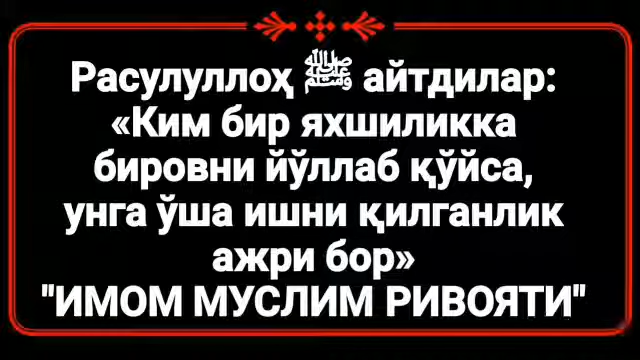 Расулуллоҳ ﷺ айтдилар:
«Ким бир яхшиликка
бировни йўллаб қўйса,
унга ўша ишни қилганлик
ажри бор»
"ИМОМ МУСЛИМ РИВОЯТИ"